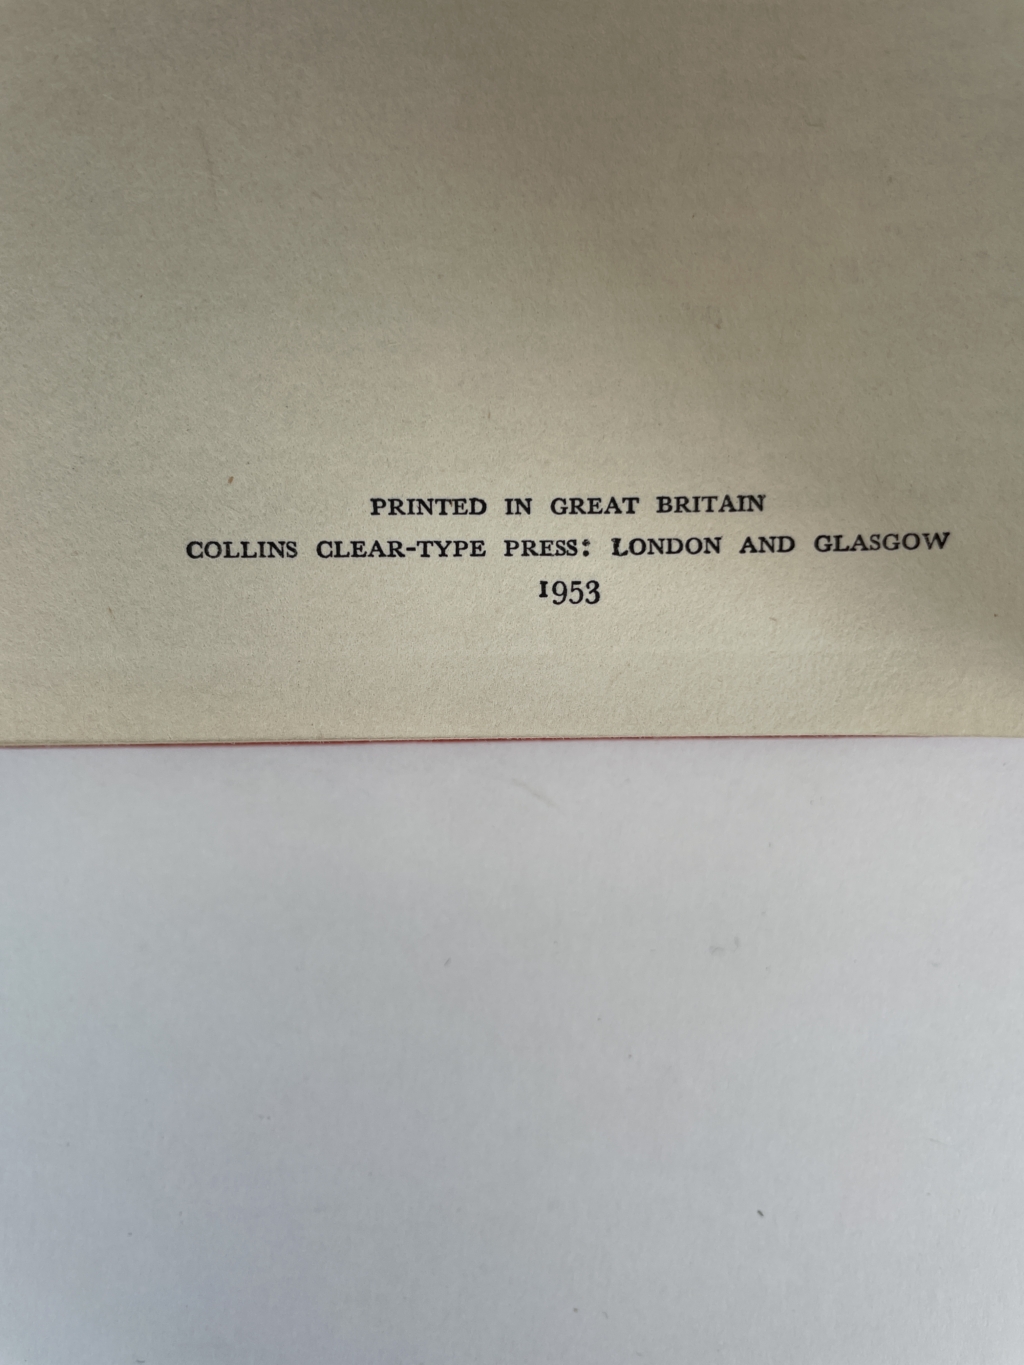 PRINTED IN GREAT BRITAIN
COLLINS CLEAR-TYPE PRESS: LONDON AND GLASGOW
1953